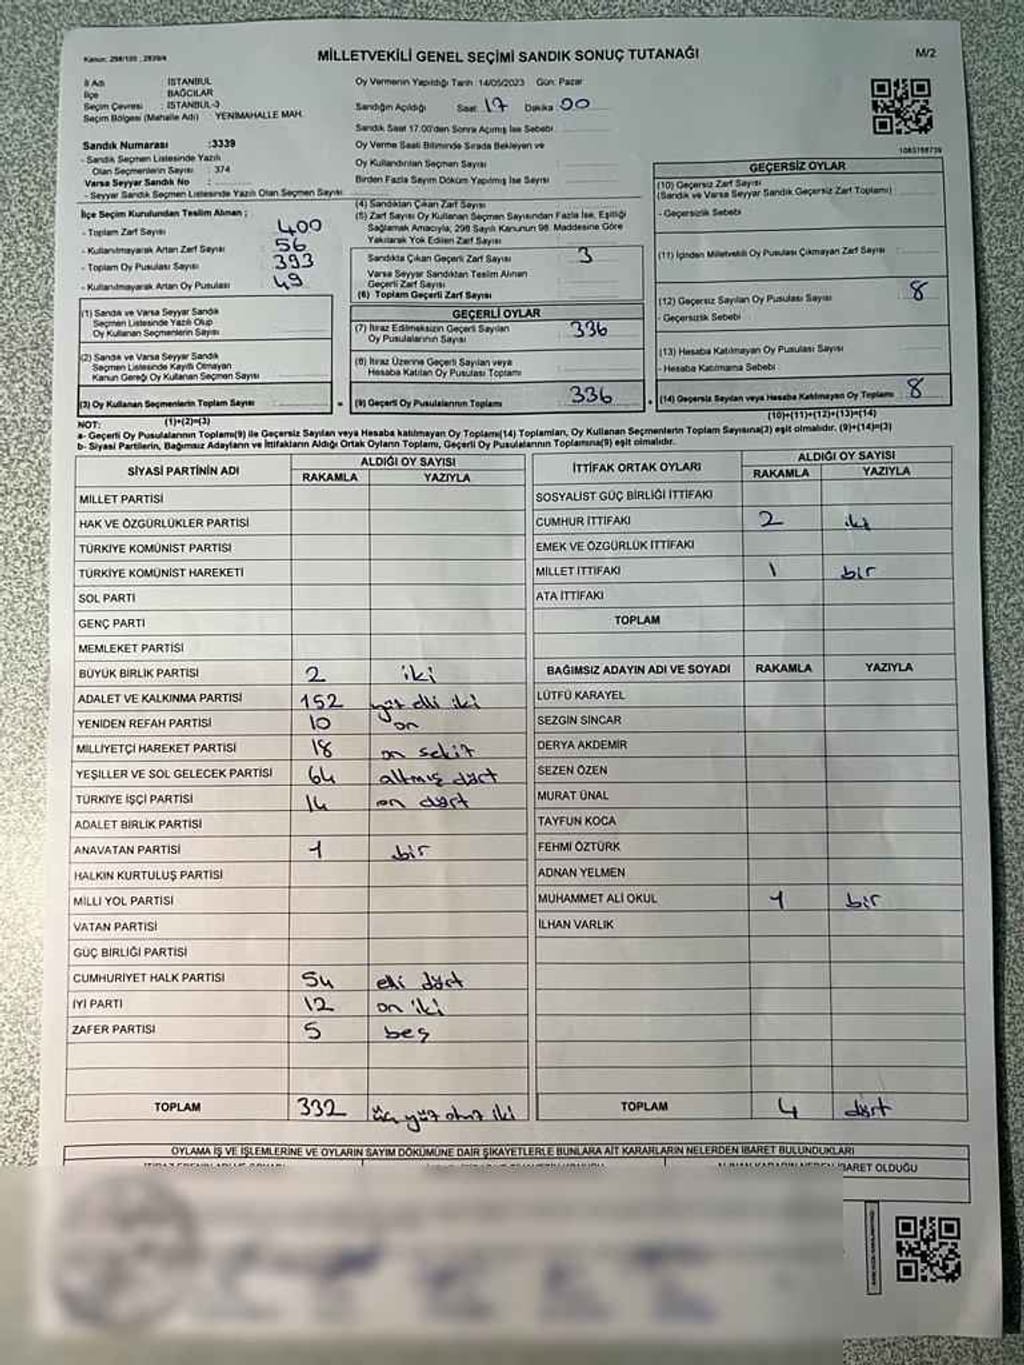 Kanun: 298/105 ; 2839/4
MİLLETVEKİLİ GENEL SEÇİMİ SANDIK SONUÇ TUTANAĞI
M/2
İl Adı : İSTANBUL
İlçe : BAĞCILAR
Seçim Çevresi : İSTANBUL-3
Seçim Bölgesi (Mahalle Adı) YENİMAHALLE MAH.
Oy Vermenin Yapıldığı Tarih :14/05/2023 Gün: Pazar
Sandığın Açıldığı Saat 17 Dakika 00
Sandık Saat 17:00'den Sonra Açılmış İse Sebebi
Oy Verme Saati Bitiminde Sırada Bekleyen ve
Oy Kullandırılan Seçmen Sayısı
Birden Fazla Sayım Döküm Yapılmış İse Sayısı
Sandık Numarası :3339
- Sandık Seçmen Listesinde Yazılı
Olan Seçmenlerin Sayısı : 374
Varsa Seyyar Sandık No :
- Seyyar Sandık Seçmen Listesinde Yazılı Olan Seçmen Sayısı
İlçe Seçim Kurulundan Teslim Alınan ;
- Toplam Zarf Sayısı 400
- Kullanılmayarak Artan Zarf Sayısı 56
- Toplam Oy Pusulası Sayısı 393
- Kullanılmayarak Artan Oy Pusulası 49
(1) Sandık ve Varsa Seyyar Sandık
Seçmen Listesinde Yazılı Olup
Oy Kullanan Seçmenlerin Sayısı
(2) Sandık ve Varsa Seyyar Sandık
Seçmen Listesinde Kayıtlı Olmayan
Kanun Gereği Oy Kullanan Seçmen Sayısı
(3) Oy Kullanan Seçmenlerin Toplam Sayısı
(1)+(2)=(3)
(4) Sandıktan Çıkan Zarf Sayısı
(5) Zarf Sayısı Oy Kullanan Seçmen Sayısından Fazla İse, Eşitliği
Sağlamak Amacıyla, 298 Sayılı Kanunun 98. Maddesine Göre
Yakılarak Yok Edilen Zarf Sayısı
Sandıkta Çıkan Geçerli Zarf Sayısı 3
Varsa Seyyar Sandıktan Teslim Alınan
Geçerli Zarf Sayısı
(6) Toplam Geçerli Zarf Sayısı
GEÇERLİ OYLAR
(7) İtiraz Edilmeksizin Geçerli Sayılan
Oy Pusulalarının Sayısı 336
(8) İtiraz Üzerine Geçerli Sayılan veya
Hesaba Katılan Oy Pusulası Toplamı
= (9) Geçerli Oy Pusulalarının Toplamı 336
1083788739
GEÇERSİZ OYLAR
(10) Geçersiz Zarf Sayısı
(Sandık ve Varsa Seyyar Sandık Geçersiz Zarf Toplamı)
- Geçersizlik Sebebi
(11) İçinden Milletvekili Oy Pusulası Çıkmayan Zarf Sayısı
(12) Geçersiz Sayılan Oy Pusulası Sayısı 8
- Geçersizlik Sebebi :
(13) Hesaba Katılmayan Oy Pusulası Sayısı
- Hesaba Katılmama Sebebi :
+ (14) Geçersiz Sayılan veya Hesaba Katılmayan Oy Toplamı 8
(10)+(11)+(12)+(13)=(14)
NOT:
a- Geçerli Oy Pusulalarının Toplamı(9) ile Geçersiz Sayılan veya Hesaba katılmayan Oy Toplamı(14) Toplamları, Oy Kullanan Seçmenlerin Toplam Sayısına(3) eşit olmalıdır. (9)+(14)=(3)
b- Siyasi Partilerin, Bağımsız Adayların ve İttifakların Aldığı Ortak Oyların Toplamı, Geçerli Oy Pusulalarının Toplamına(9) eşit olmalıdır.
SİYASİ PARTİNİN ADI ALDIĞI OY SAYISI
RAKAMLA YAZIYLA
MİLLET PARTİSİ
HAK VE ÖZGÜRLÜKLER PARTİSİ
TÜRKİYE KOMÜNİST PARTİSİ
TÜRKİYE KOMÜNİST HAREKETİ
SOL PARTİ
GENÇ PARTİ
MEMLEKET PARTİSİ
BÜYÜK BİRLİK PARTİSİ 2 iki
ADALET VE KALKINMA PARTİSİ 152 yüz elli iki
YENİDEN REFAH PARTİSİ 10 on
MİLLİYETÇİ HAREKET PARTİSİ 18 on sekiz
YEŞİLLER VE SOL GELECEK PARTİSİ 64 altmış dört
TÜRKİYE İŞÇİ PARTİSİ 14 on dört
ADALET BİRLİK PARTİSİ
ANAVATAN PARTİSİ 1 bir
HALKIN KURTULUŞ PARTİSİ
MİLLİ YOL PARTİSİ
VATAN PARTİSİ
GÜÇ BİRLİĞİ PARTİSİ
CUMHURİYET HALK PARTİSİ 54 elli dört
İYİ PARTİ 12 on iki
ZAFER PARTİSİ 5 beş
TOPLAM 332 üç yüz otuz iki
İTTİFAK ORTAK OYLARI ALDIĞI OY SAYISI
RAKAMLA YAZIYLA
SOSYALİST GÜÇ BİRLİĞİ İTTİFAKI
CUMHUR İTTİFAKI 2 iki
EMEK VE ÖZGÜRLÜK İTTİFAKI
MİLLET İTTİFAKI 1 bir
ATA İTTİFAKI
TOPLAM
BAĞIMSIZ ADAYIN ADI VE SOYADI RAKAMLA YAZIYLA
LÜTFÜ KARAYEL
SEZGİN SİNCAR
DERYA AKDEMİR
SEZEN ÖZEN
MURAT ÜNAL
TAYFUN KOCA
FEHMİ ÖZTÜRK
ADNAN YELMEN
MUHAMMET ALİ OKUL 1 bir
İLHAN VARLIK
TOPLAM 4 dört
OYLAMA İŞ VE İŞLEMLERİNE VE OYLARIN SAYIM DÖKÜMÜNE DAİR ŞİKAYETLERLE BUNLARA AİT KARARLARIN NELERDEN İBARET BULUNDUKLARI
İBARET OLDUĞU